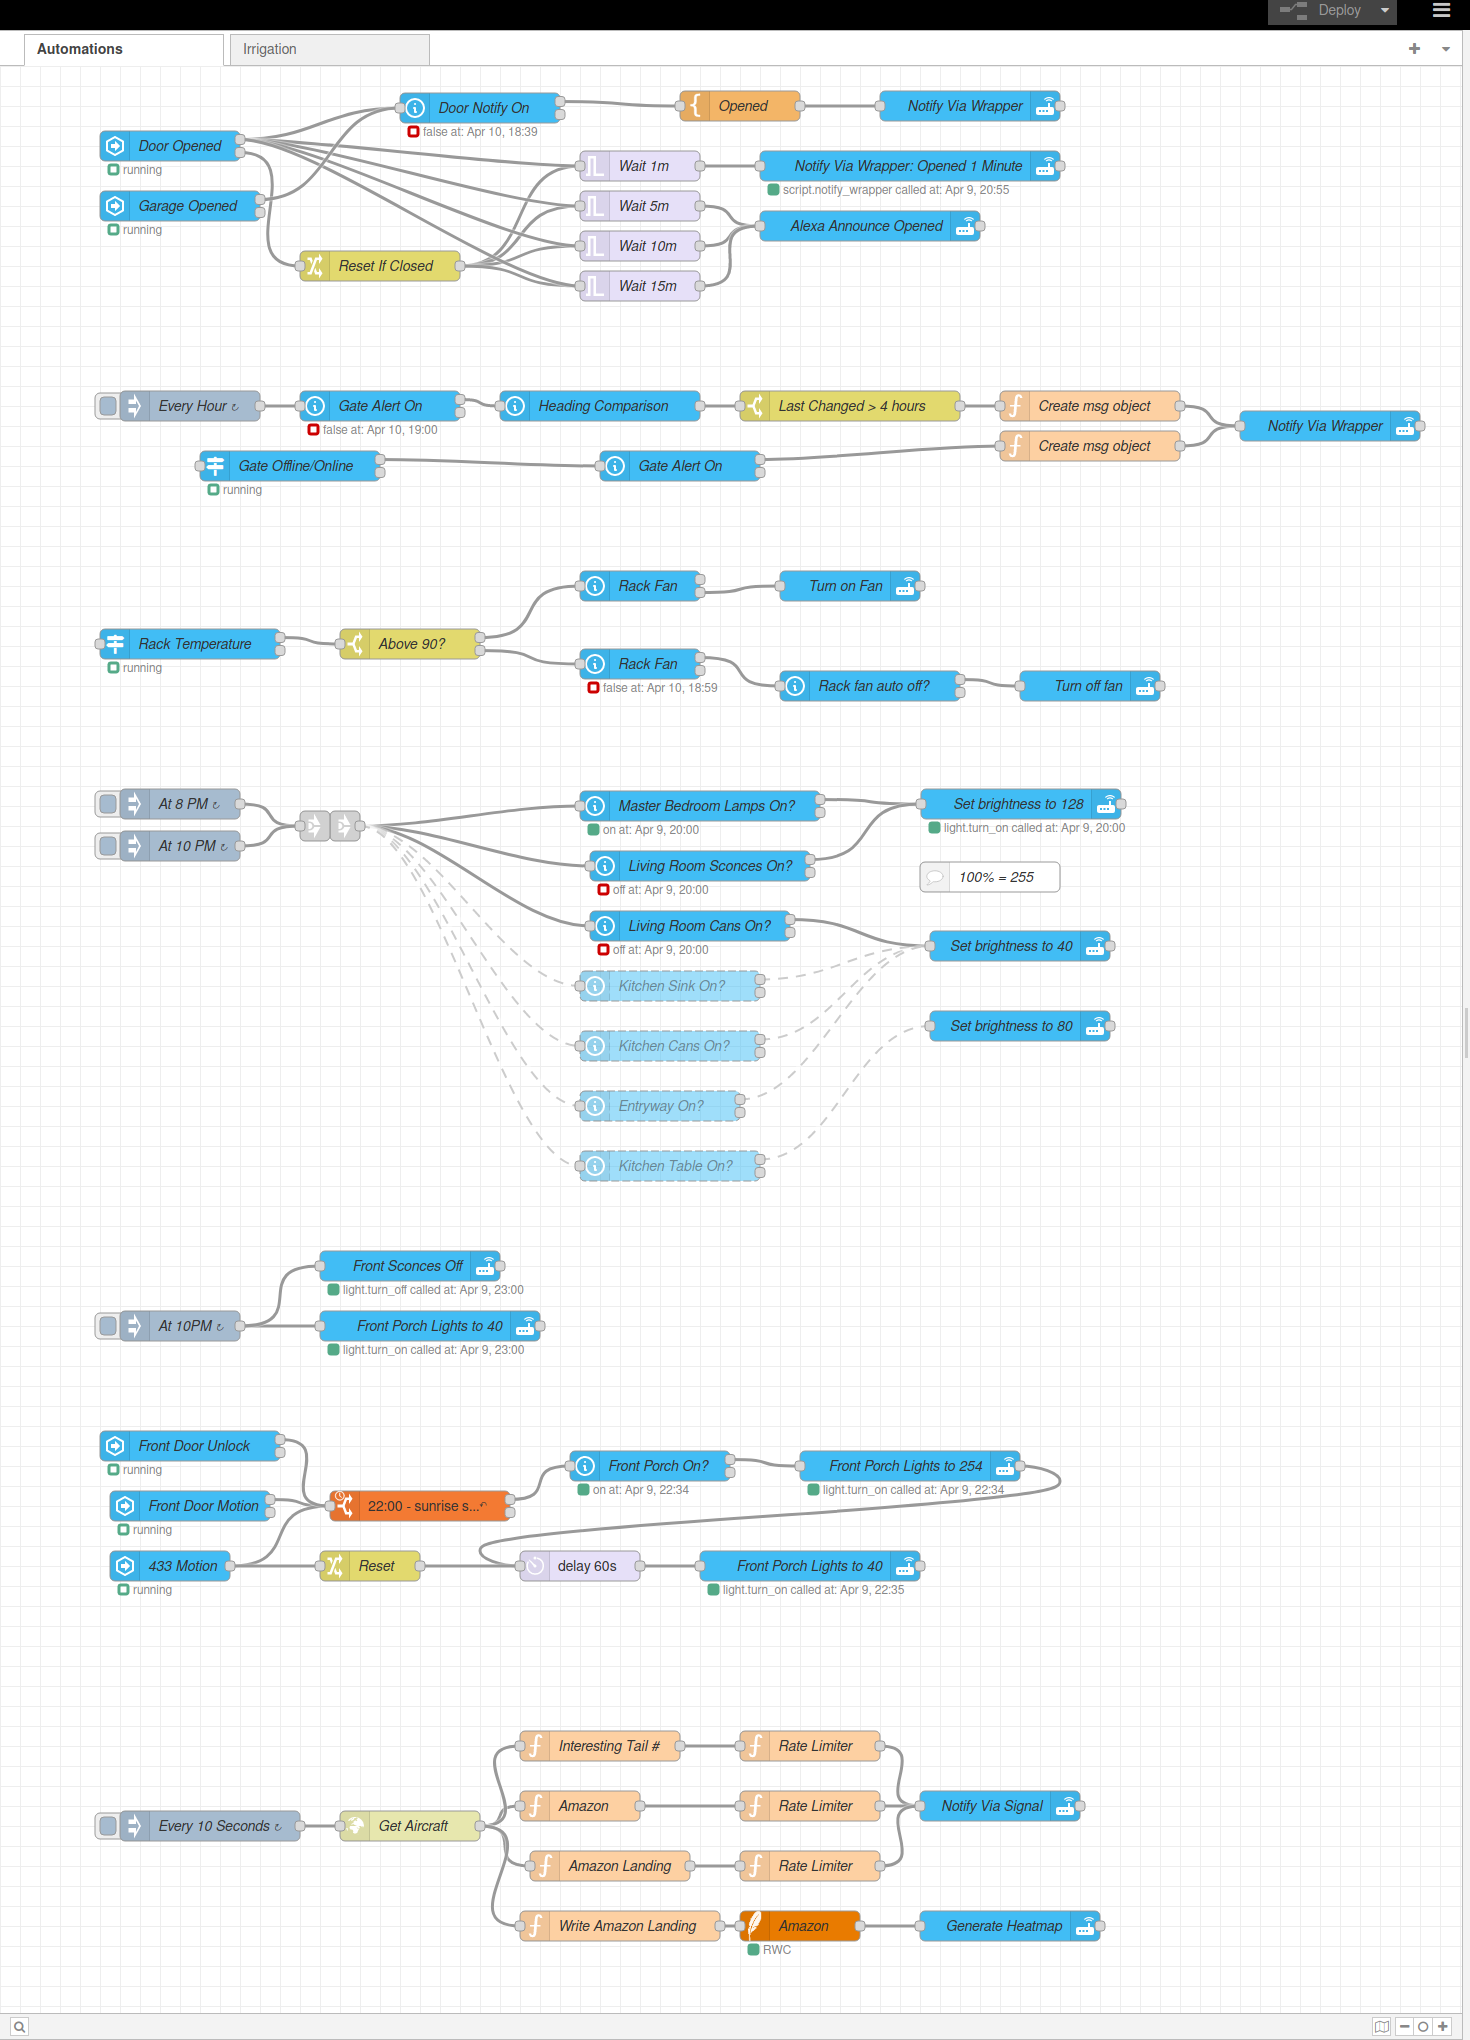 Deploy
Automations
Irrigation
Door Notify On
Opened
Notify Via Wrapper
false at: Apr 10, 18:39
Door Opened
running
Wait 1m
Notify Via Wrapper: Opened 1 Minute
script.notify_wrapper called at: Apr 9, 20:55
Garage Opened
running
Wait 5m
Alexa Announce Opened
Wait 10m
Reset If Closed
Wait 15m
Every Hour ↻
Gate Alert On
false at: Apr 10, 19:00
Heading Comparison
Last Changed > 4 hours
Create msg object
Notify Via Wrapper
Create msg object
Gate Offline/Online
running
Gate Alert On
Rack Fan
Turn on Fan
Rack Temperature
running
Above 90?
Rack Fan
false at: Apr 10, 18:59
Rack fan auto off?
Turn off fan
At 8 PM ↻
At 10 PM ↻
Master Bedroom Lamps On?
on at: Apr 9, 20:00
Set brightness to 128
light.turn_on called at: Apr 9, 20:00
Living Room Sconces On?
off at: Apr 9, 20:00
100% = 255
Living Room Cans On?
off at: Apr 9, 20:00
Set brightness to 40
Kitchen Sink On?
Set brightness to 80
Kitchen Cans On?
Entryway On?
Kitchen Table On?
Front Sconces Off
light.turn_off called at: Apr 9, 23:00
At 10PM ↻
Front Porch Lights to 40
light.turn_on called at: Apr 9, 23:00
Front Door Unlock
running
Front Porch On?
on at: Apr 9, 22:34
Front Porch Lights to 254
light.turn_on called at: Apr 9, 22:34
Front Door Motion
running
22:00 - sunrise s...↶
433 Motion
running
Reset
delay 60s
Front Porch Lights to 40
light.turn_on called at: Apr 9, 22:35
Interesting Tail #
Rate Limiter
Amazon
Rate Limiter
Notify Via Signal
Every 10 Seconds ↻
Get Aircraft
Amazon Landing
Rate Limiter
Write Amazon Landing
Amazon
RWC
Generate Heatmap